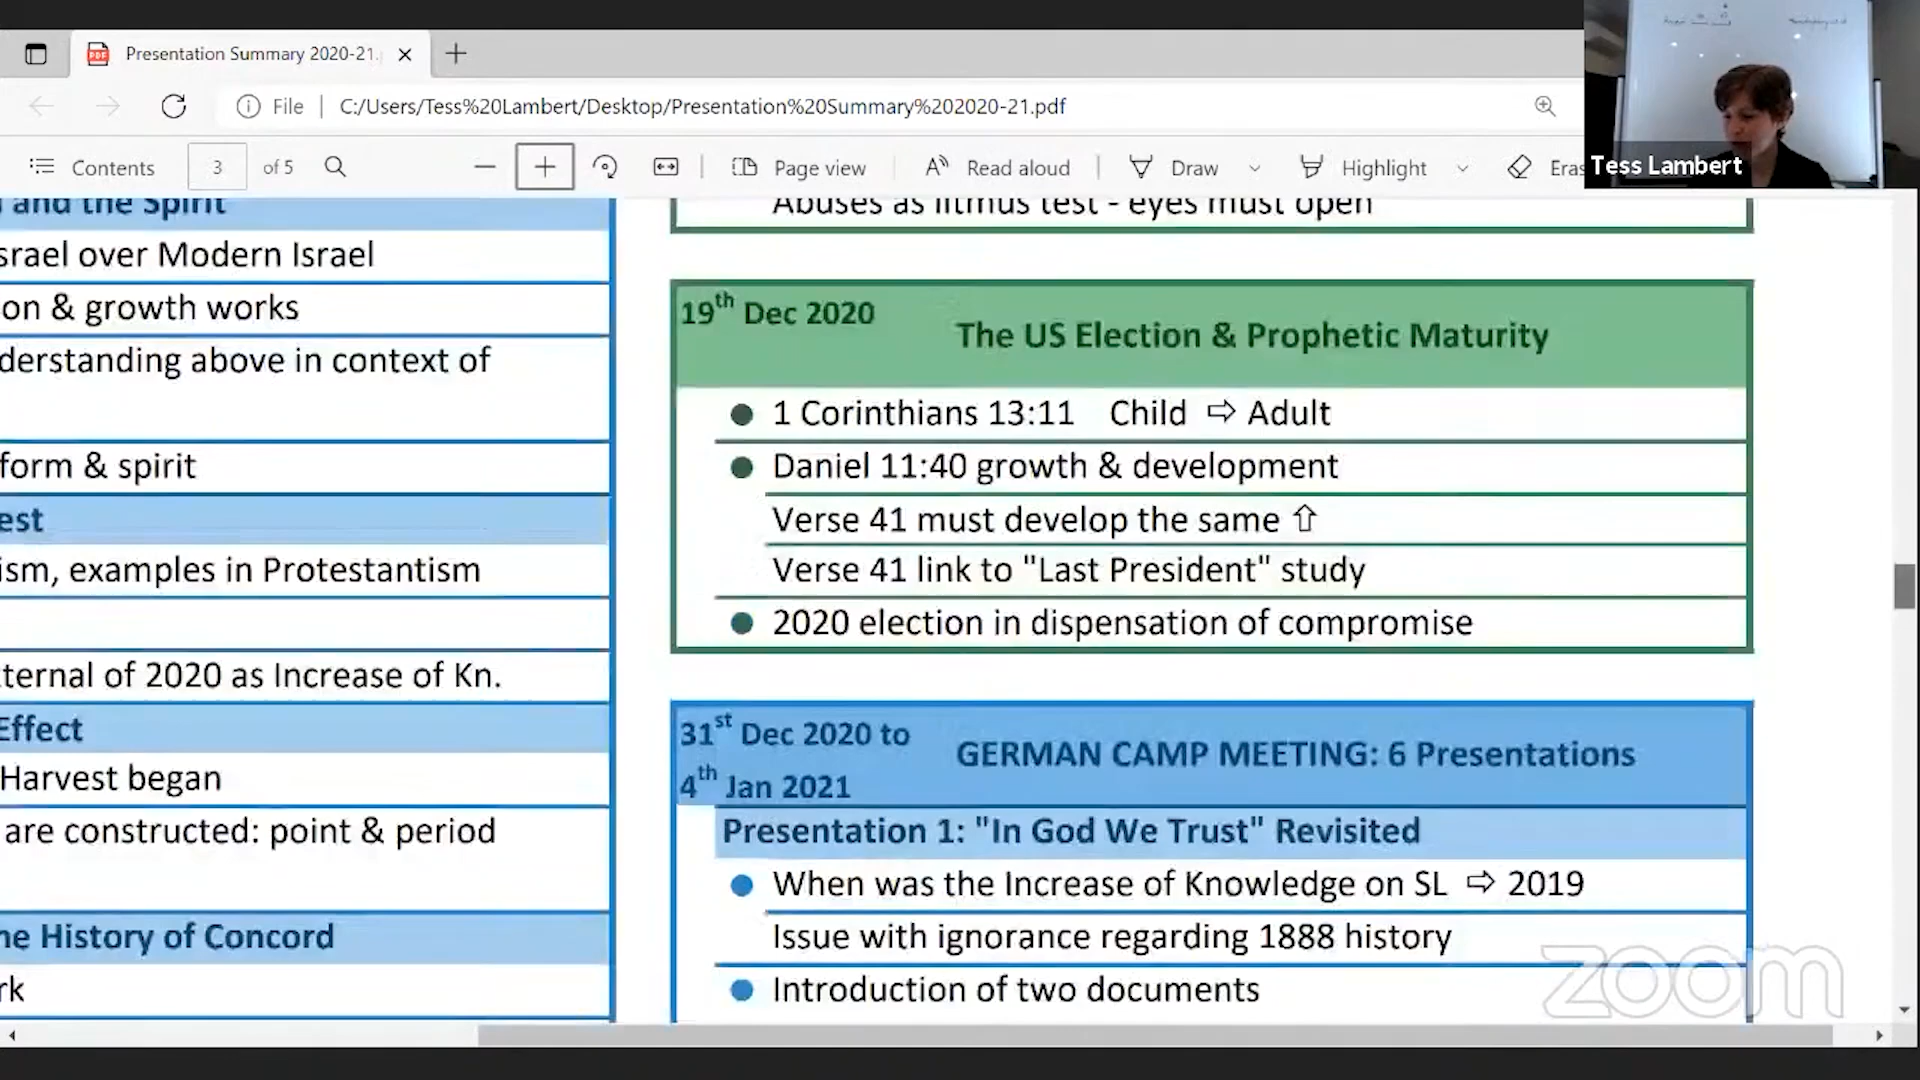 Presentation Summary 2020-21.
File
C:/Users/Tess%20Lambert/Desktop/Presentation%20Summary%202020-21.pdf
Contents 3 of 5 Page view Read aloud Draw Highlight Eras
Tess Lambert
and the Spirit
srael over Modern Israel
on & growth works
derstanding above in context of
form & spirit
est
ism, examples in Protestantism
ternal of 2020 as Increase of Kn.
Effect
Harvest began
are constructed: point & period
he History of Concord
rk
Abuses as litmus test - eyes must open
19th Dec 2020
The US Election & Prophetic Maturity
● 1 Corinthians 13:11 Child ⇨ Adult
● Daniel 11:40 growth & development
Verse 41 must develop the same ⇧
Verse 41 link to "Last President" study
● 2020 election in dispensation of compromise
31st Dec 2020 to
4th Jan 2021
GERMAN CAMP MEETING: 6 Presentations
Presentation 1: "In God We Trust" Revisited
● When was the Increase of Knowledge on SL ⇨ 2019
Issue with ignorance regarding 1888 history
● Introduction of two documents
zoom